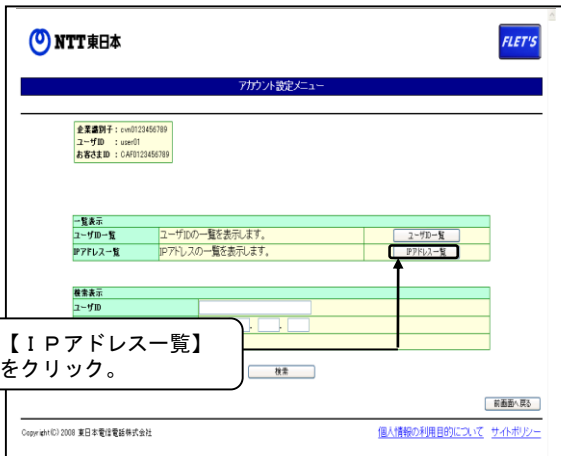 NTT東日本
FLET'S
アカウント設定メニュー
企業識別子：cvn0123456789
ユーザID ：user01
お客さまID ：CAF0123456789
一覧表示
ユーザID一覧 ユーザIDの一覧を表示します。 ユーザID一覧
IPアドレス一覧 IPアドレスの一覧を表示します。 IPアドレス一覧
検索表示
ユーザID
【ＩＰアドレス一覧】
をクリック。
検索
前画面へ戻る
Copyright(C) 2008 東日本電信電話株式会社
個人情報の利用目的について サイトポリシー